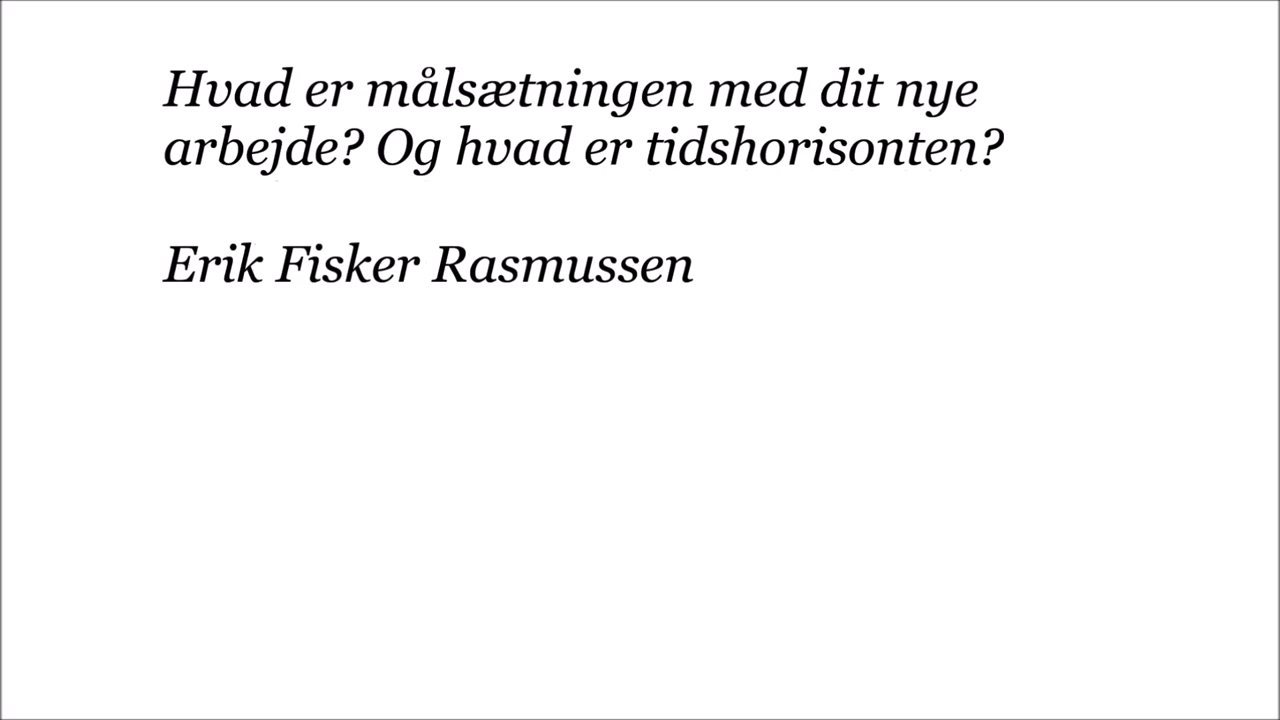 Hvad er målsætningen med dit nye
arbejde? Og hvad er tidshorisonten?
Erik Fisker Rasmussen